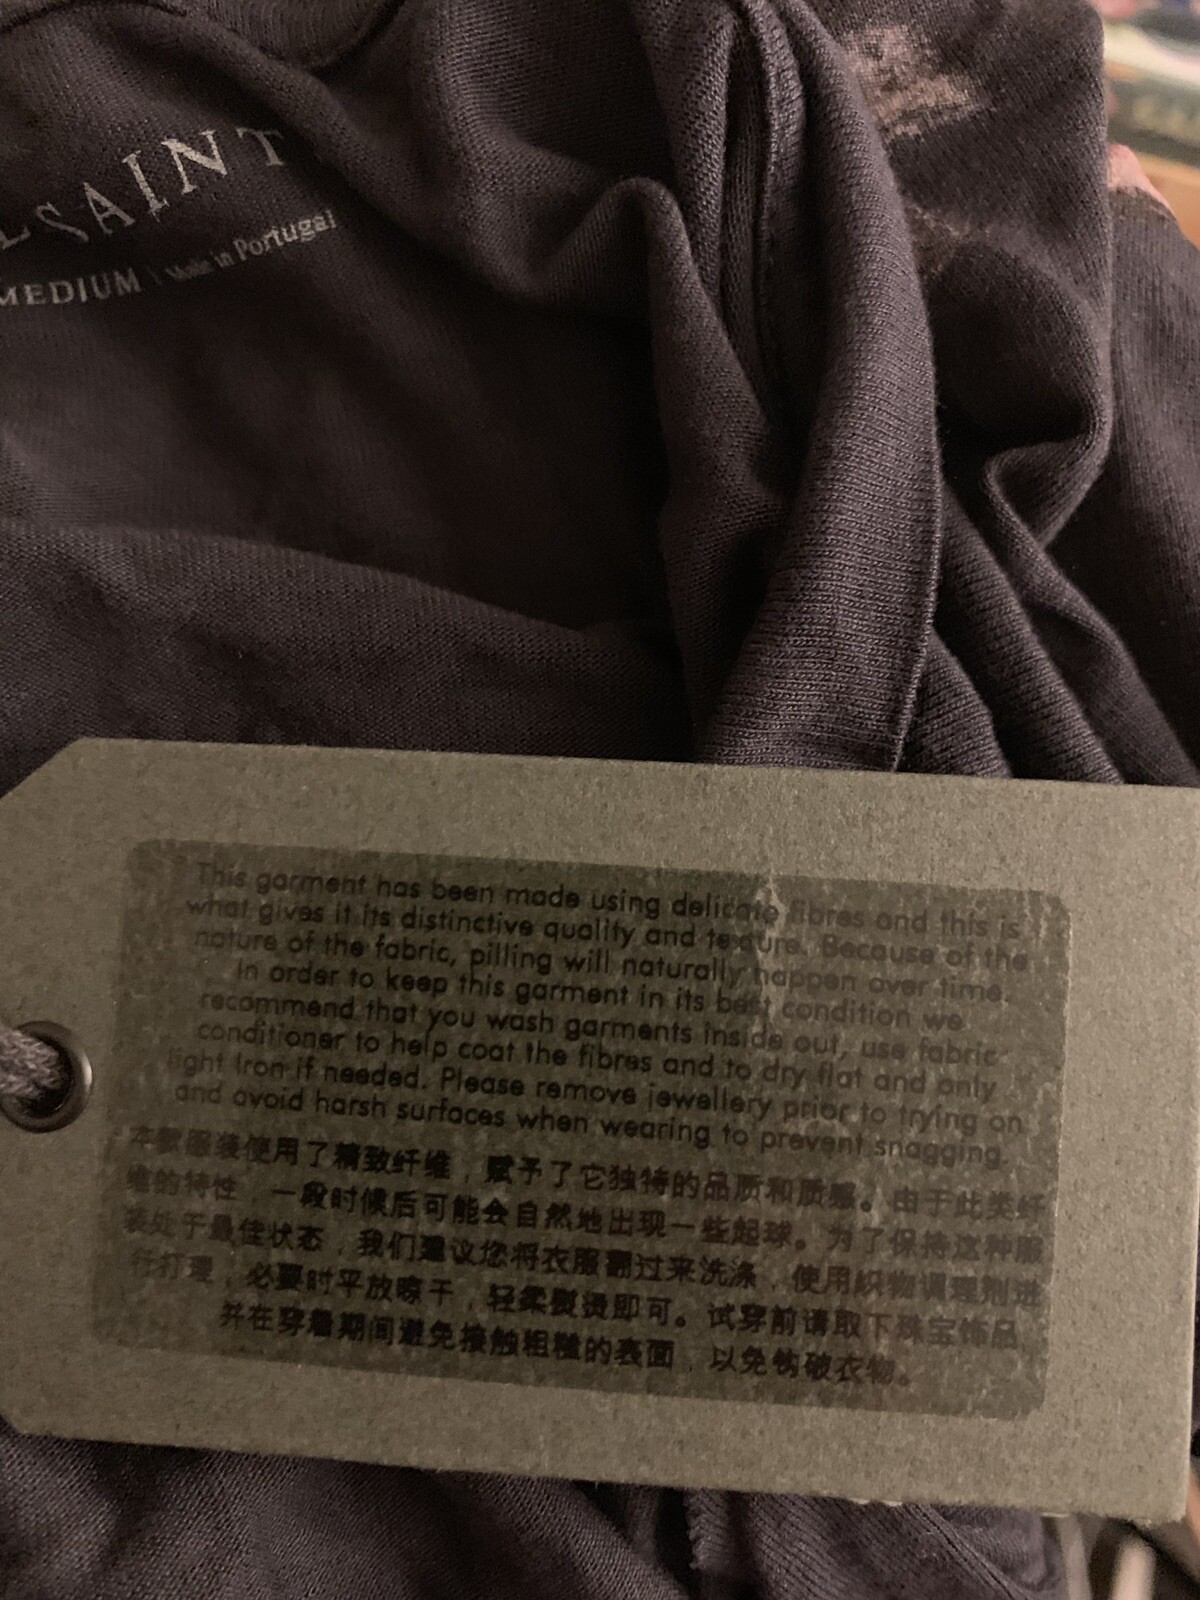 LSAINT
MEDIUM | Made in Portugal
This garment has been made using delicate fibres and this is
what gives it its distinctive quality and texture. Because of the
nature of the fabric, pilling will naturally happen over time.
In order to keep this garment in its best condition we
recommend that you wash garments inside out, use fabric
conditioner to help coat the fibres and to dry flat and only
light Iron if needed. Please remove jewellery prior to trying on
and avoid harsh surfaces when wearing to prevent snagging.
本款服装使用了精致纤维，赋予了它独特的品质和质感。由于此类纤
维的特性，一段时候后可能会自然地出现一些起球。为了保持这种服
装处于最佳状态，我们建议您将衣服翻过来洗涤，使用织物调理剂进
行打理，必要时平放晾干，轻柔熨烫即可。试穿前请取下珠宝饰品
并在穿着期间避免接触粗糙的表面，以免钩破衣物。